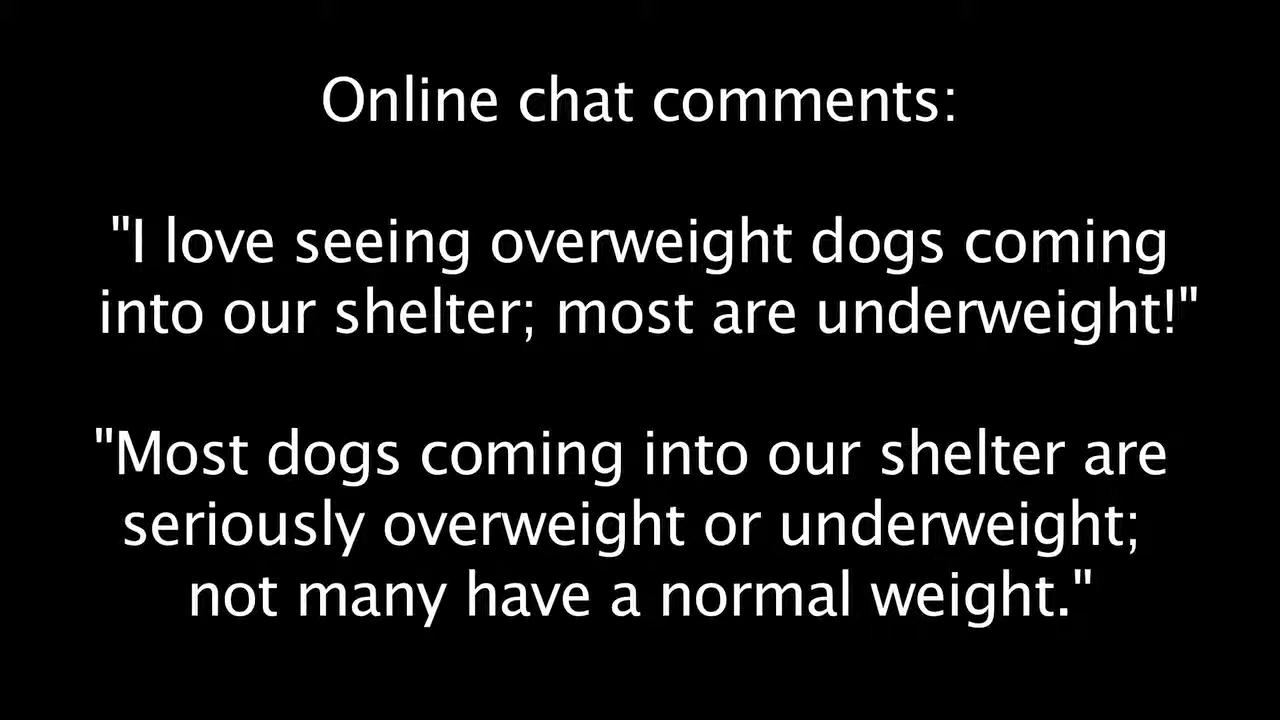 Online chat comments:
"I love seeing overweight dogs coming
into our shelter; most are underweight!"
"Most dogs coming into our shelter are
seriously overweight or underweight;
not many have a normal weight."